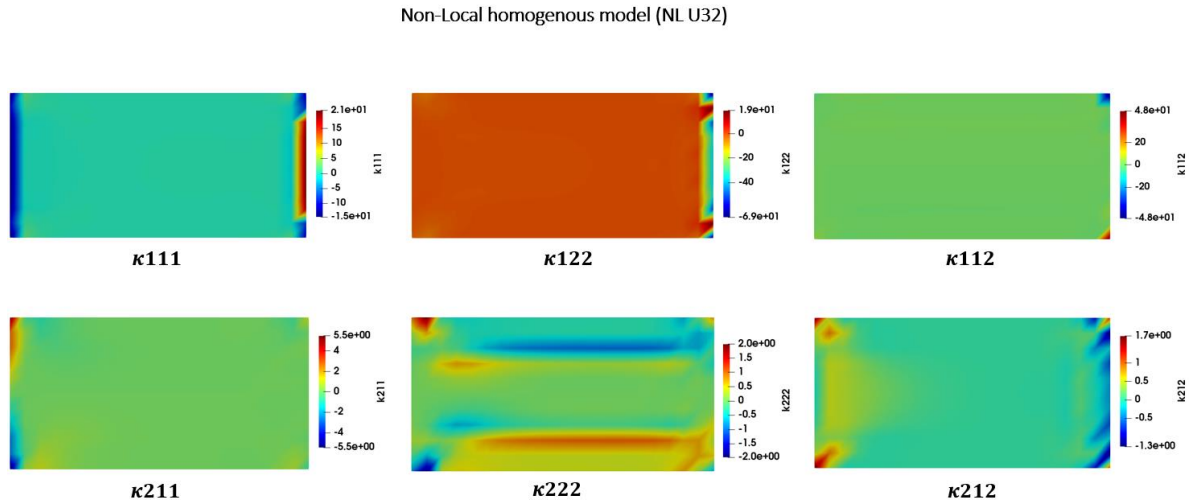 Non-Local homogenous model (NL U32)
2.1e+01
15
10
5
0
-5
-10
-1.5e+01
k111
κ111
1.9e+01
0
-20
-40
-6.9e+01
k122
κ122
4.8e+01
20
0
-20
-4.8e+01
k112
κ112
5.5e+00
4
2
0
-2
-4
-5.5e+00
k211
κ211
2.0e+00
1.5
1
0.5
0
-0.5
-1
-1.5
-2.0e+00
k222
κ222
1.7e+00
1
0.5
0
-0.5
-1.3e+00
k212
κ212